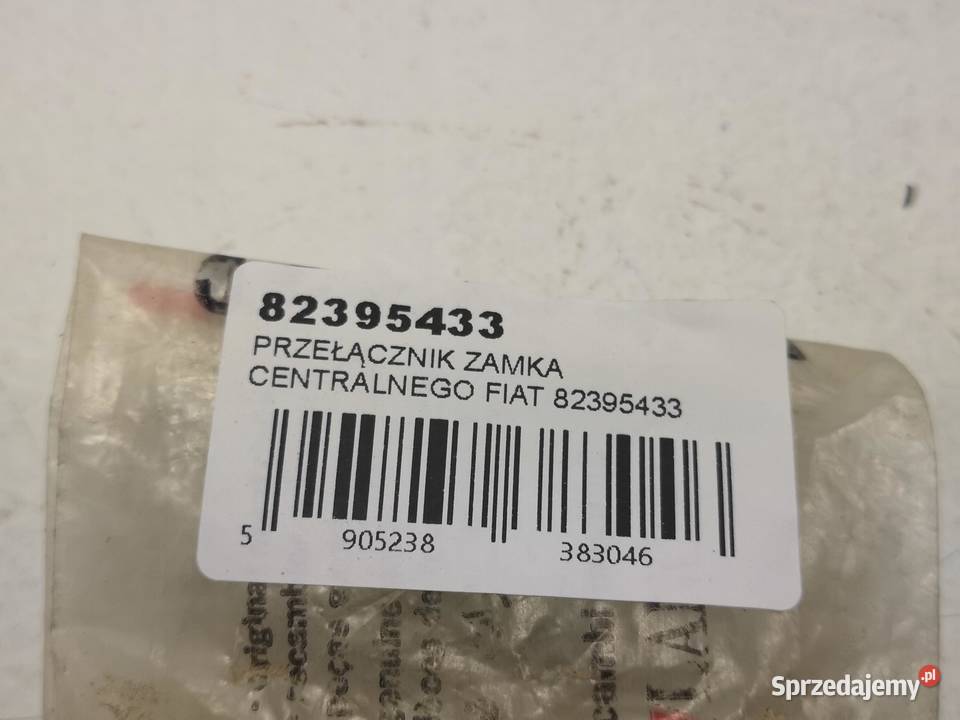 82395433
PRZEŁĄCZNIK ZAMKA
CENTRALNEGO FIAT 82395433
5 905238 383046
Sprzedajemy.pl